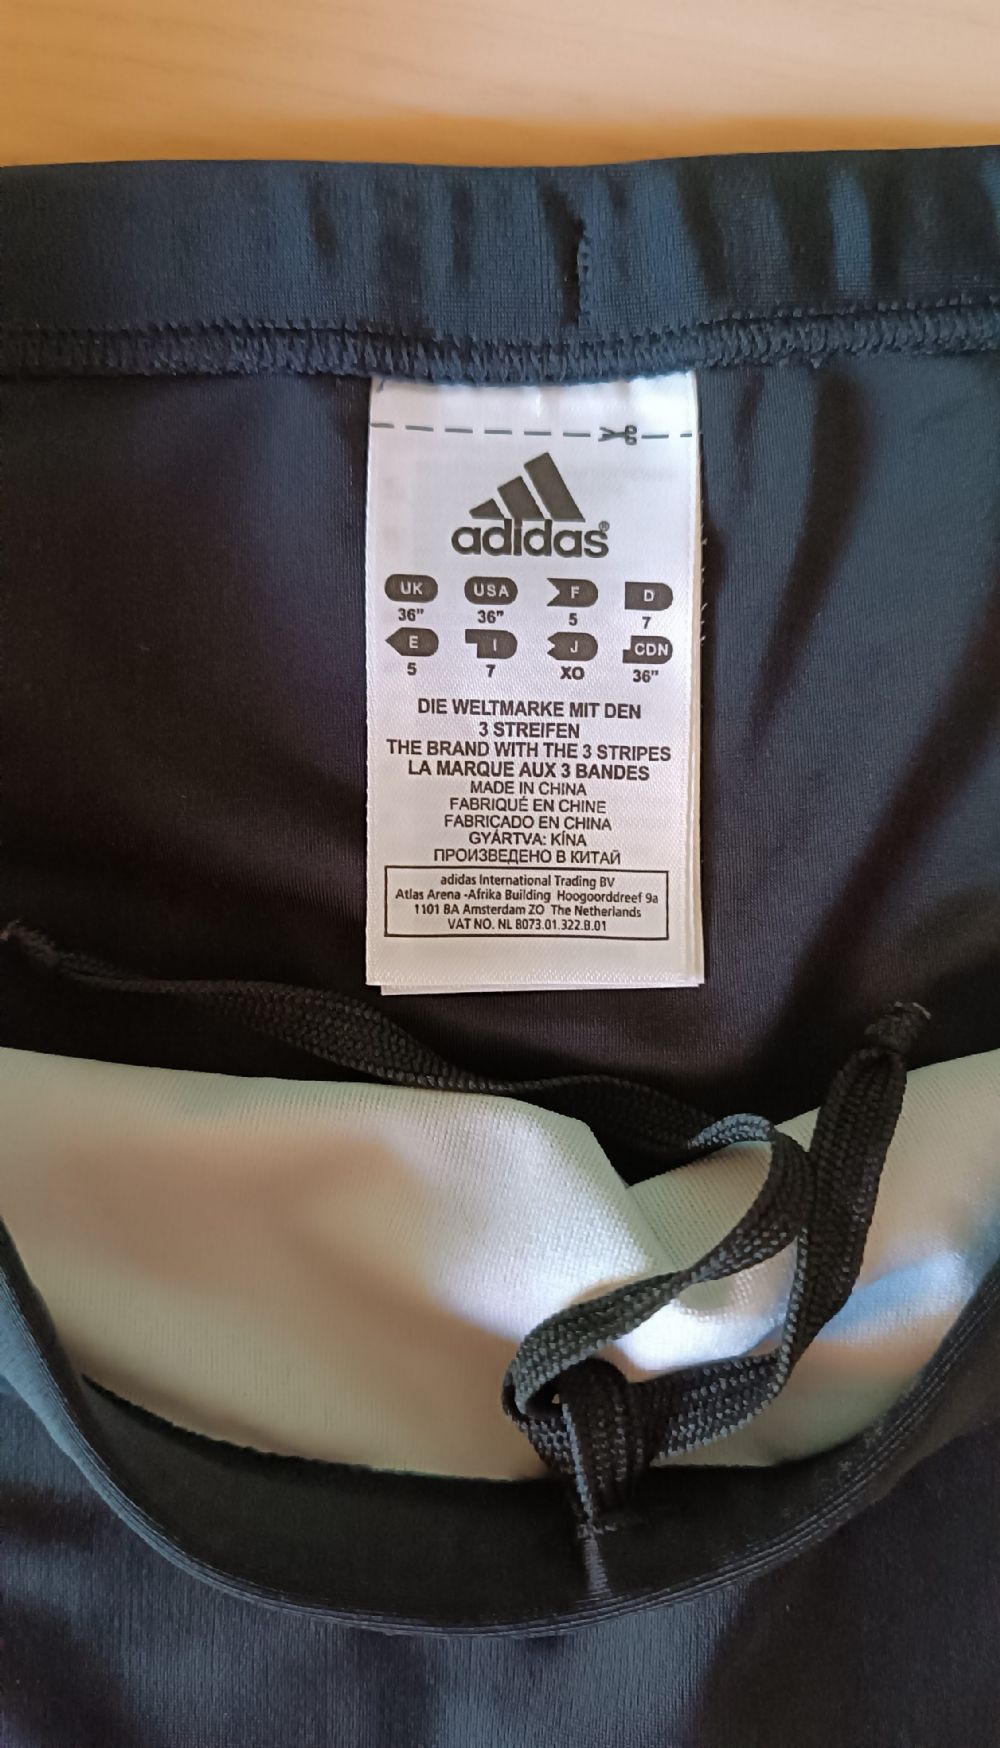 adidas®
UK USA F D
36" 36" 5 7
E I J CDN
5 7 XO 36"
DIE WELTMARKE MIT DEN
3 STREIFEN
THE BRAND WITH THE 3 STRIPES
LA MARQUE AUX 3 BANDES
MADE IN CHINA
FABRIQUÉ EN CHINE
FABRICADO EN CHINA
GYÁRTVA: KÍNA
ПРОИЗВЕДЕНО В КИТАЙ
adidas International Trading BV
Atlas Arena -Afrika Building Hoogoorddreef 9a
1101 BA Amsterdam ZO The Netherlands
VAT NO. NL 8073.01.322.B.01